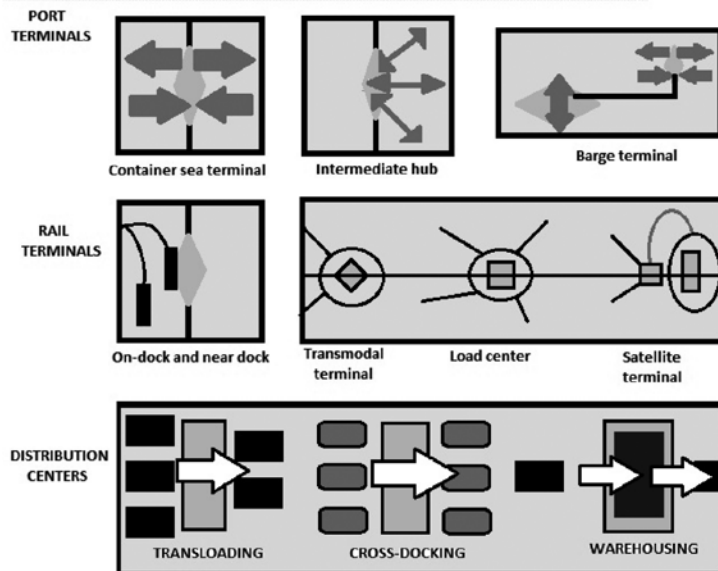 PORT
TERMINALS
Container sea terminal
Intermediate hub
Barge terminal
RAIL
TERMINALS
On-dock and near dock
Transmodal
terminal
Load center
Satellite
terminal
DISTRIBUTION
CENTERS
TRANSLOADING
CROSS-DOCKING
WAREHOUSING